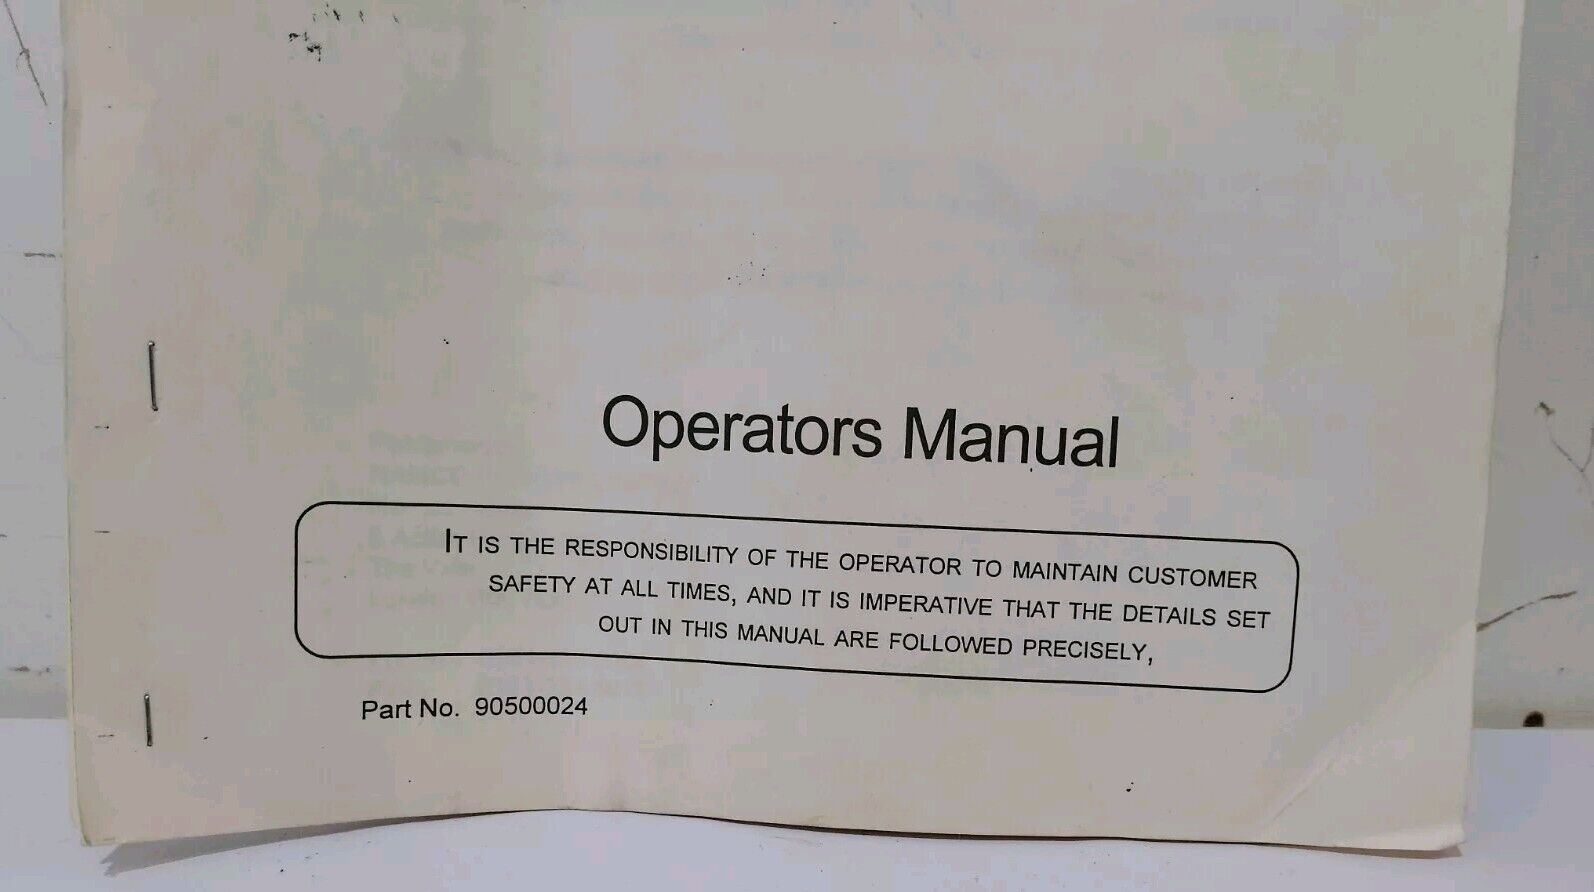 Operators Manual
IT IS THE RESPONSIBILITY OF THE OPERATOR TO MAINTAIN CUSTOMER
SAFETY AT ALL TIMES, AND IT IS IMPERATIVE THAT THE DETAILS SET
OUT IN THIS MANUAL ARE FOLLOWED PRECISELY,
Part No. 90500024